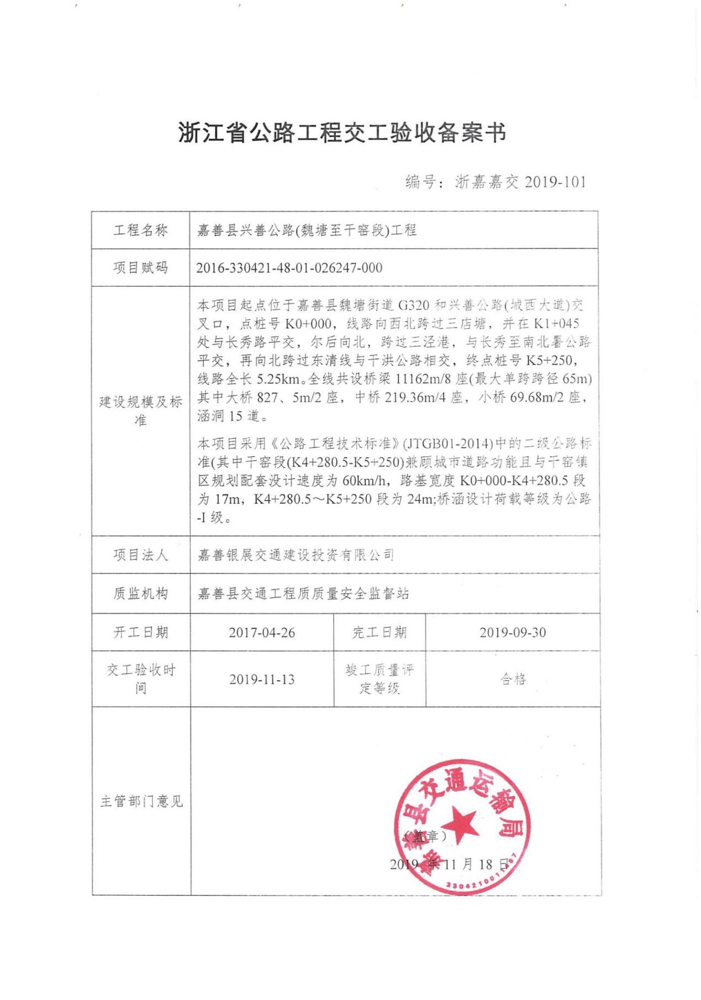 浙江省公路工程交工验收备案书
编号：浙嘉嘉交 2019-101
工程名称
嘉善县兴善公路(魏塘至干窑段)工程
项目赋码
2016-330421-48-01-026247-000
建设规模及标
准
本项目起点位于嘉善县魏塘街道 G320 和兴善公路(城西大道)交
叉口，点桩号 K0+000，线路向西北跨过三店塘，并在 K1+045
处与长秀路平交，尔后向北，跨过三泾港，与长秀至南北暑公路
平交，再向北跨过东清线与干洪公路相交，终点桩号 K5+250，
线路全长 5.25km。全线共设桥梁 11162m/8 座(最大单跨跨径 65m)
其中大桥 827、5m/2 座，中桥 219.36m/4 座，小桥 69.68m/2 座，
涵洞 15 道。
本项目采用《公路工程技术标准》(JTGB01-2014)中的二级公路标
准(其中干窑段(K4+280.5-K5+250)兼顾城市道路功能且与干窑镇
区规划配套没计速度为 60km/h，路基宽度 K0+000-K4+280.5 段
为 17m，K4+280.5～K5+250 段为 24m;桥涵设计荷载等级为公路
-I 级。
项目法人
嘉善银展交通建设投资有限公司
质监机构
嘉善县交通工程质质量安全监督站
开工日期
2017-04-26
完工日期
2019-09-30
交工验收时
间
2019-11-13
竣工质量评
定等级
合格
主管部门意见
嘉善县交通运输局
（盖章）
2019 年 11 月 18 日